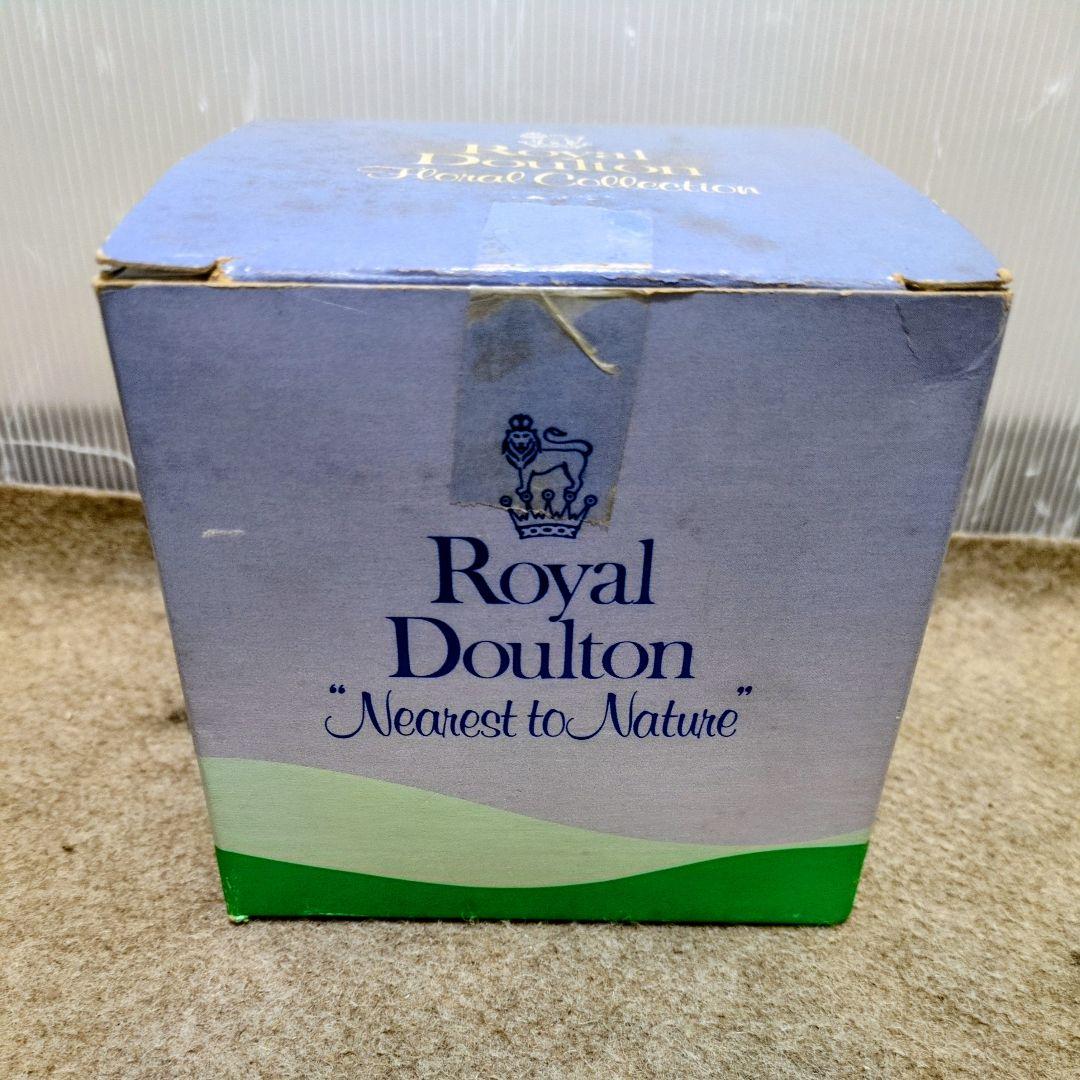 Royal
Doulton
Floral Collection
Royal
Doulton
"Nearest to Nature"